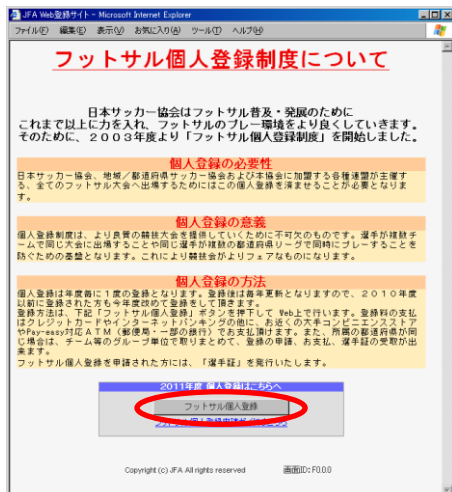 JFA Web登録サイト - Microsoft Internet Explorer
ファイル(F) 編集(E) 表示(V) お気に入り(A) ツール(T) ヘルプ(H)
フットサル個人登録制度について
日本サッカー協会はフットサル普及・発展のために
これまで以上に力を入れ、フットサルのプレー環境をより良くしていきます。
そのために、2003年度より「フットサル個人登録制度」を開始しました。
個人登録の必要性
日本サッカー協会、地域/都道府県サッカー協会および本協会に加盟する各種連盟が主催す
る、全てのフットサル大会へ出場するためにはこの個人登録を済ませることが必要となりま
す。
個人登録の意義
個人登録制度は、より良質の競技大会を提供していくために不可欠のものです。選手が複数チ
ームで同じ大会に出場することや同じ選手が複数の都道府県リーグで同時にプレーすることを
防ぐための基盤となります。これにより競技会がよりフェアなものになります。
個人登録の方法
個人登録は年度毎に1度の登録となります。登録後は毎年更新となりますので、2010年度
以前に登録された方も今年度改めて登録をして頂きます。
登録方法は、下記「フットサル個人登録」ボタンを押下して Web上で行います。登録料の支払
はクレジットカードやインターネットバンキングの他に、お近くの大手コンビニエンスストア
やPay-easy対応ATM(郵便局・一部の銀行)でお支払頂けます。また、所属の都道府県が同
じ場合は、チーム等のグループ単位で取りまとめて、登録の申請、お支払、選手証の受取が出
来ます。
フットサル個人登録を申請された方には、「選手証」を発行いたします。
2011年度 個人登録はこちらへ
フットサル個人登録
Copyright (c) JFA All rights reserved 画面ID: F0.0.0